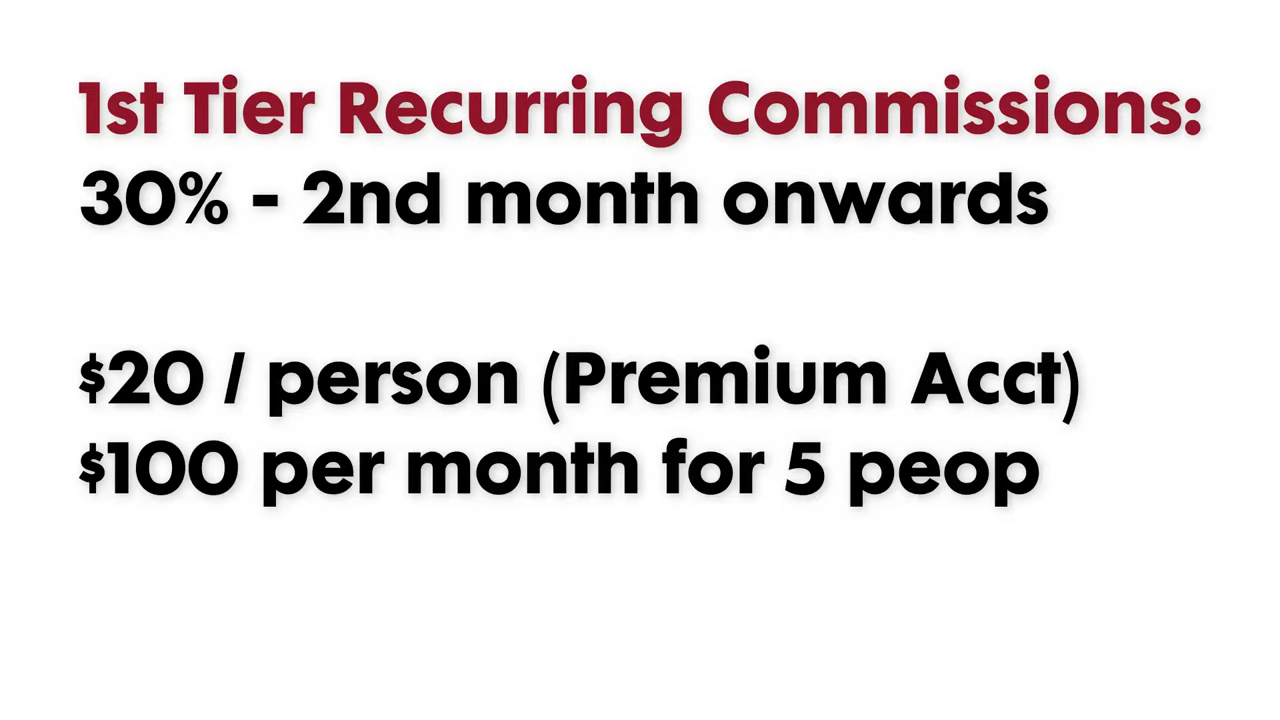 1st Tier Recurring Commissions:
30% - 2nd month onwards
$20 / person (Premium Acct)
$100 per month for 5 peop